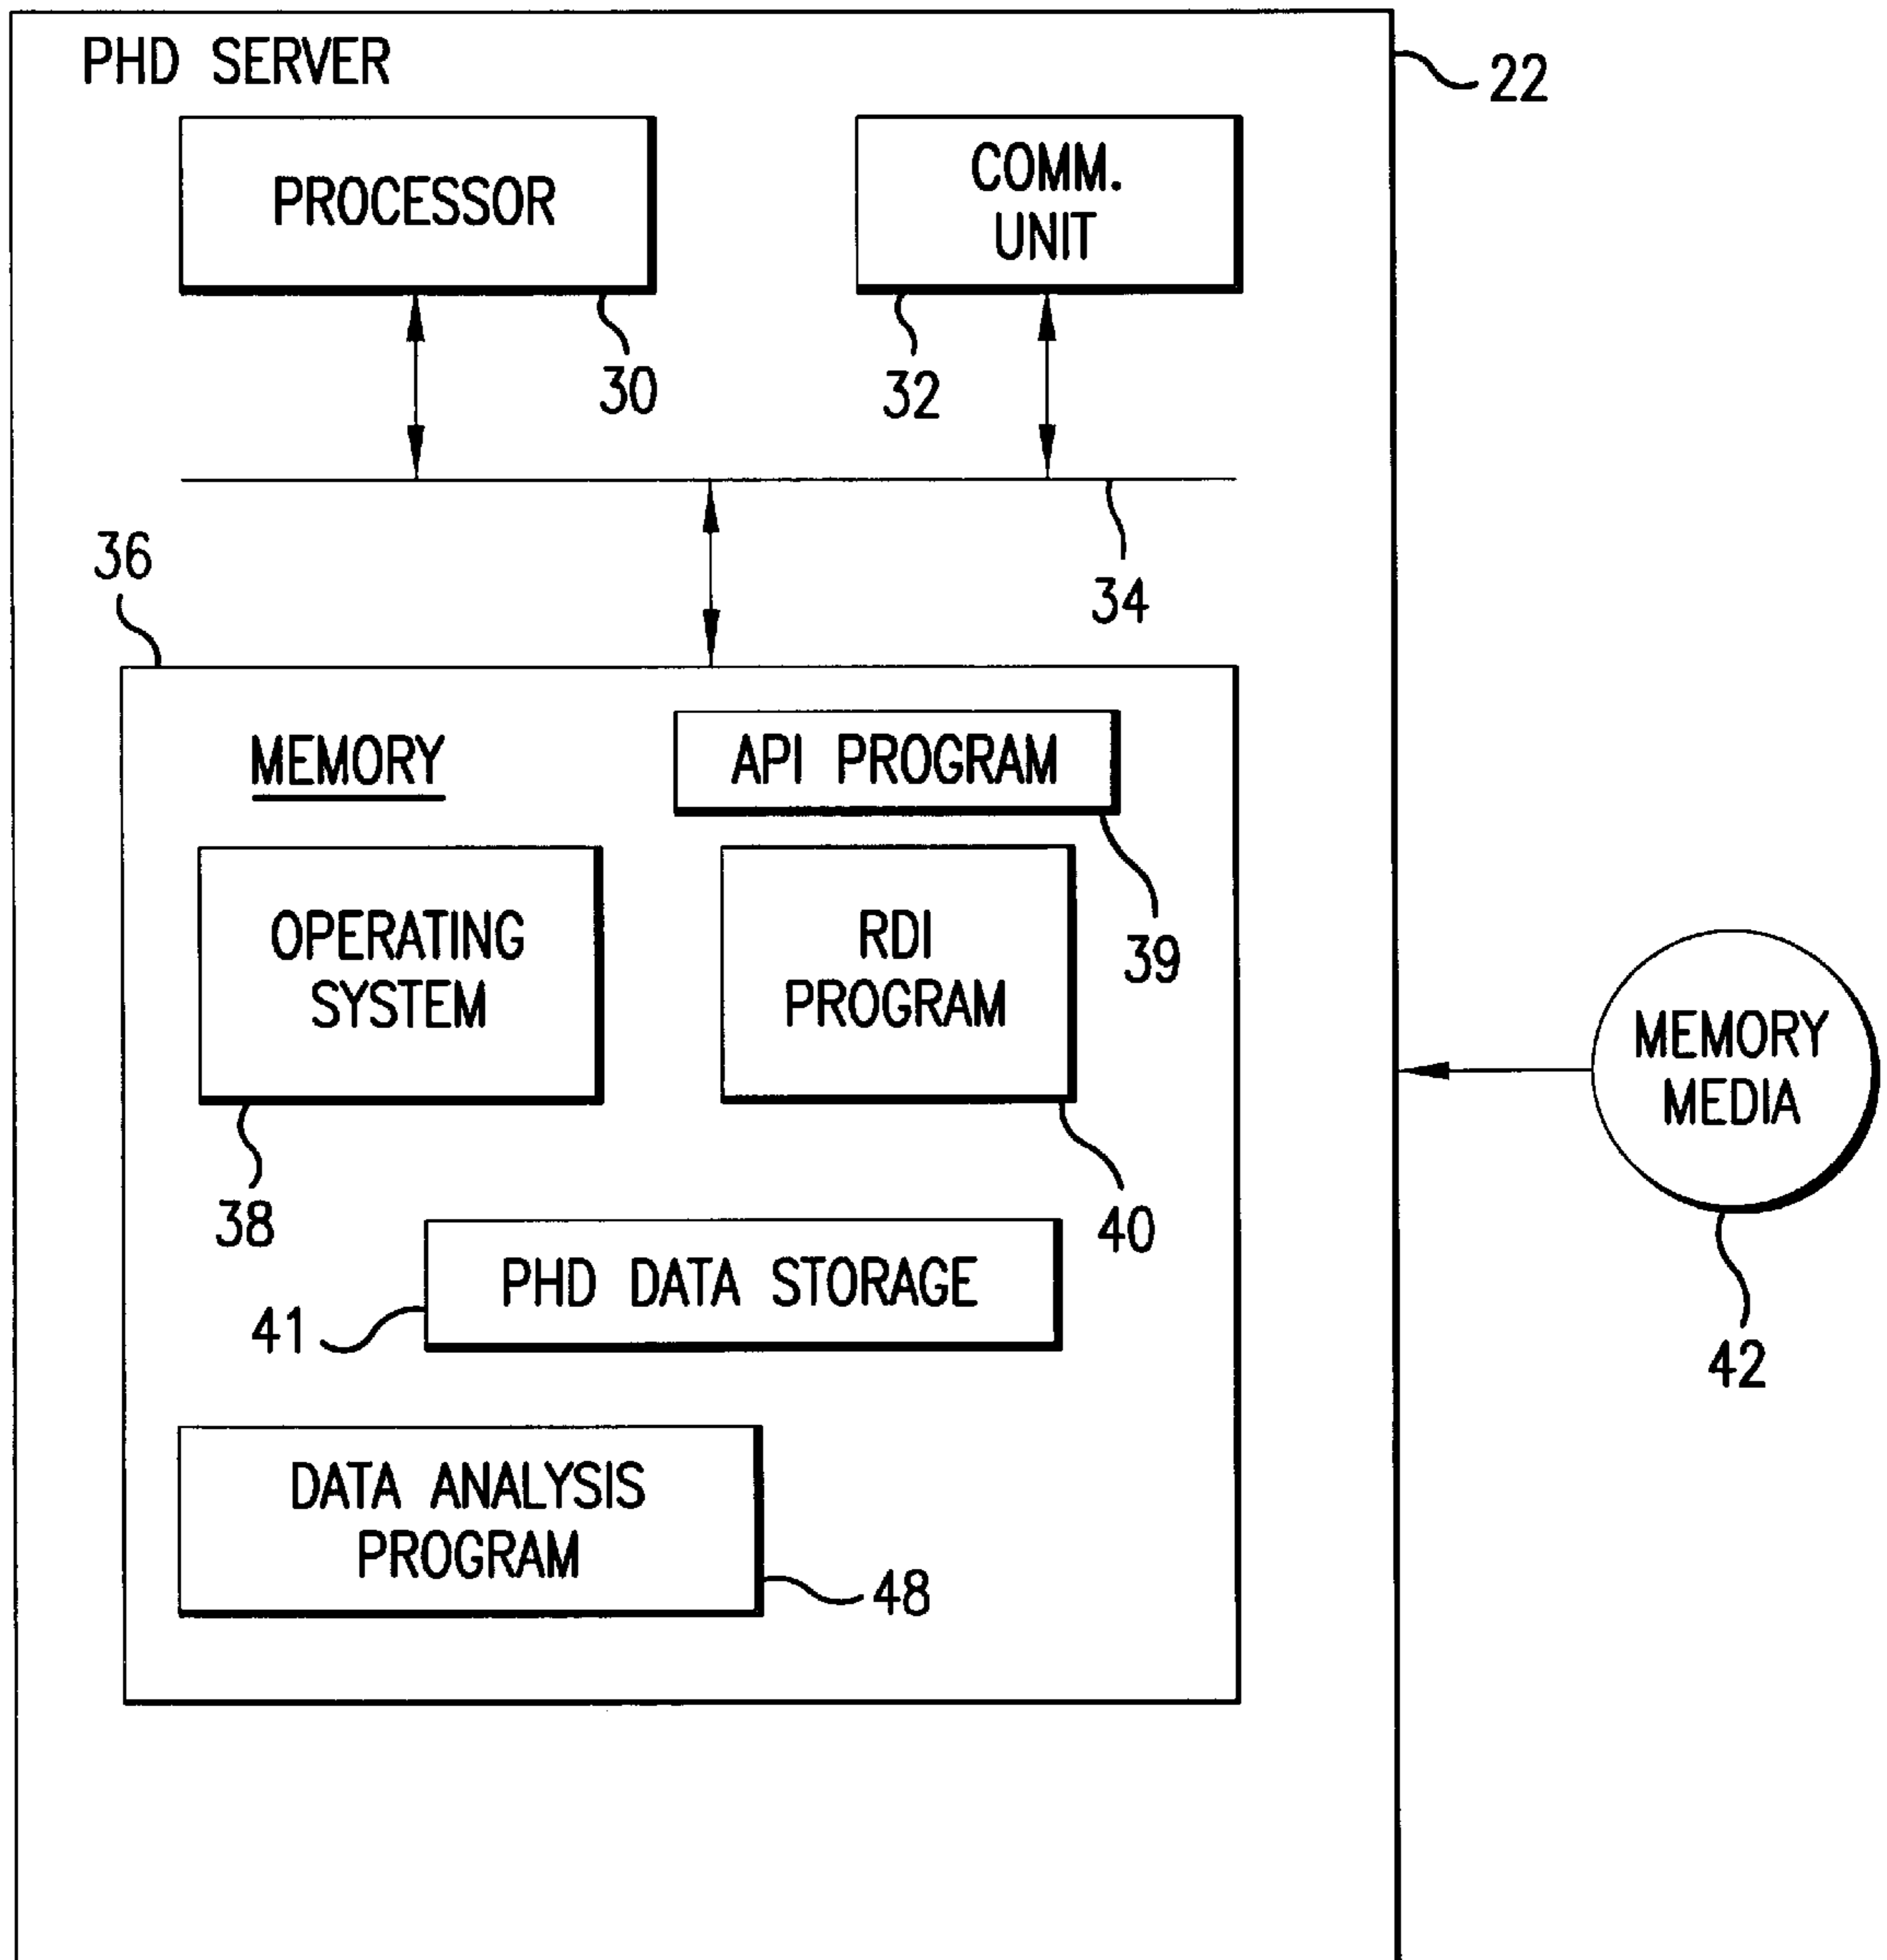 PHD SERVER
22
PROCESSOR
COMM.
UNIT
30
32
34
36
MEMORY
API PROGRAM
39
OPERATING
SYSTEM
RDI
PROGRAM
38
40
MEMORY
MEDIA
42
PHD DATA STORAGE
41
DATA ANALYSIS
PROGRAM
48